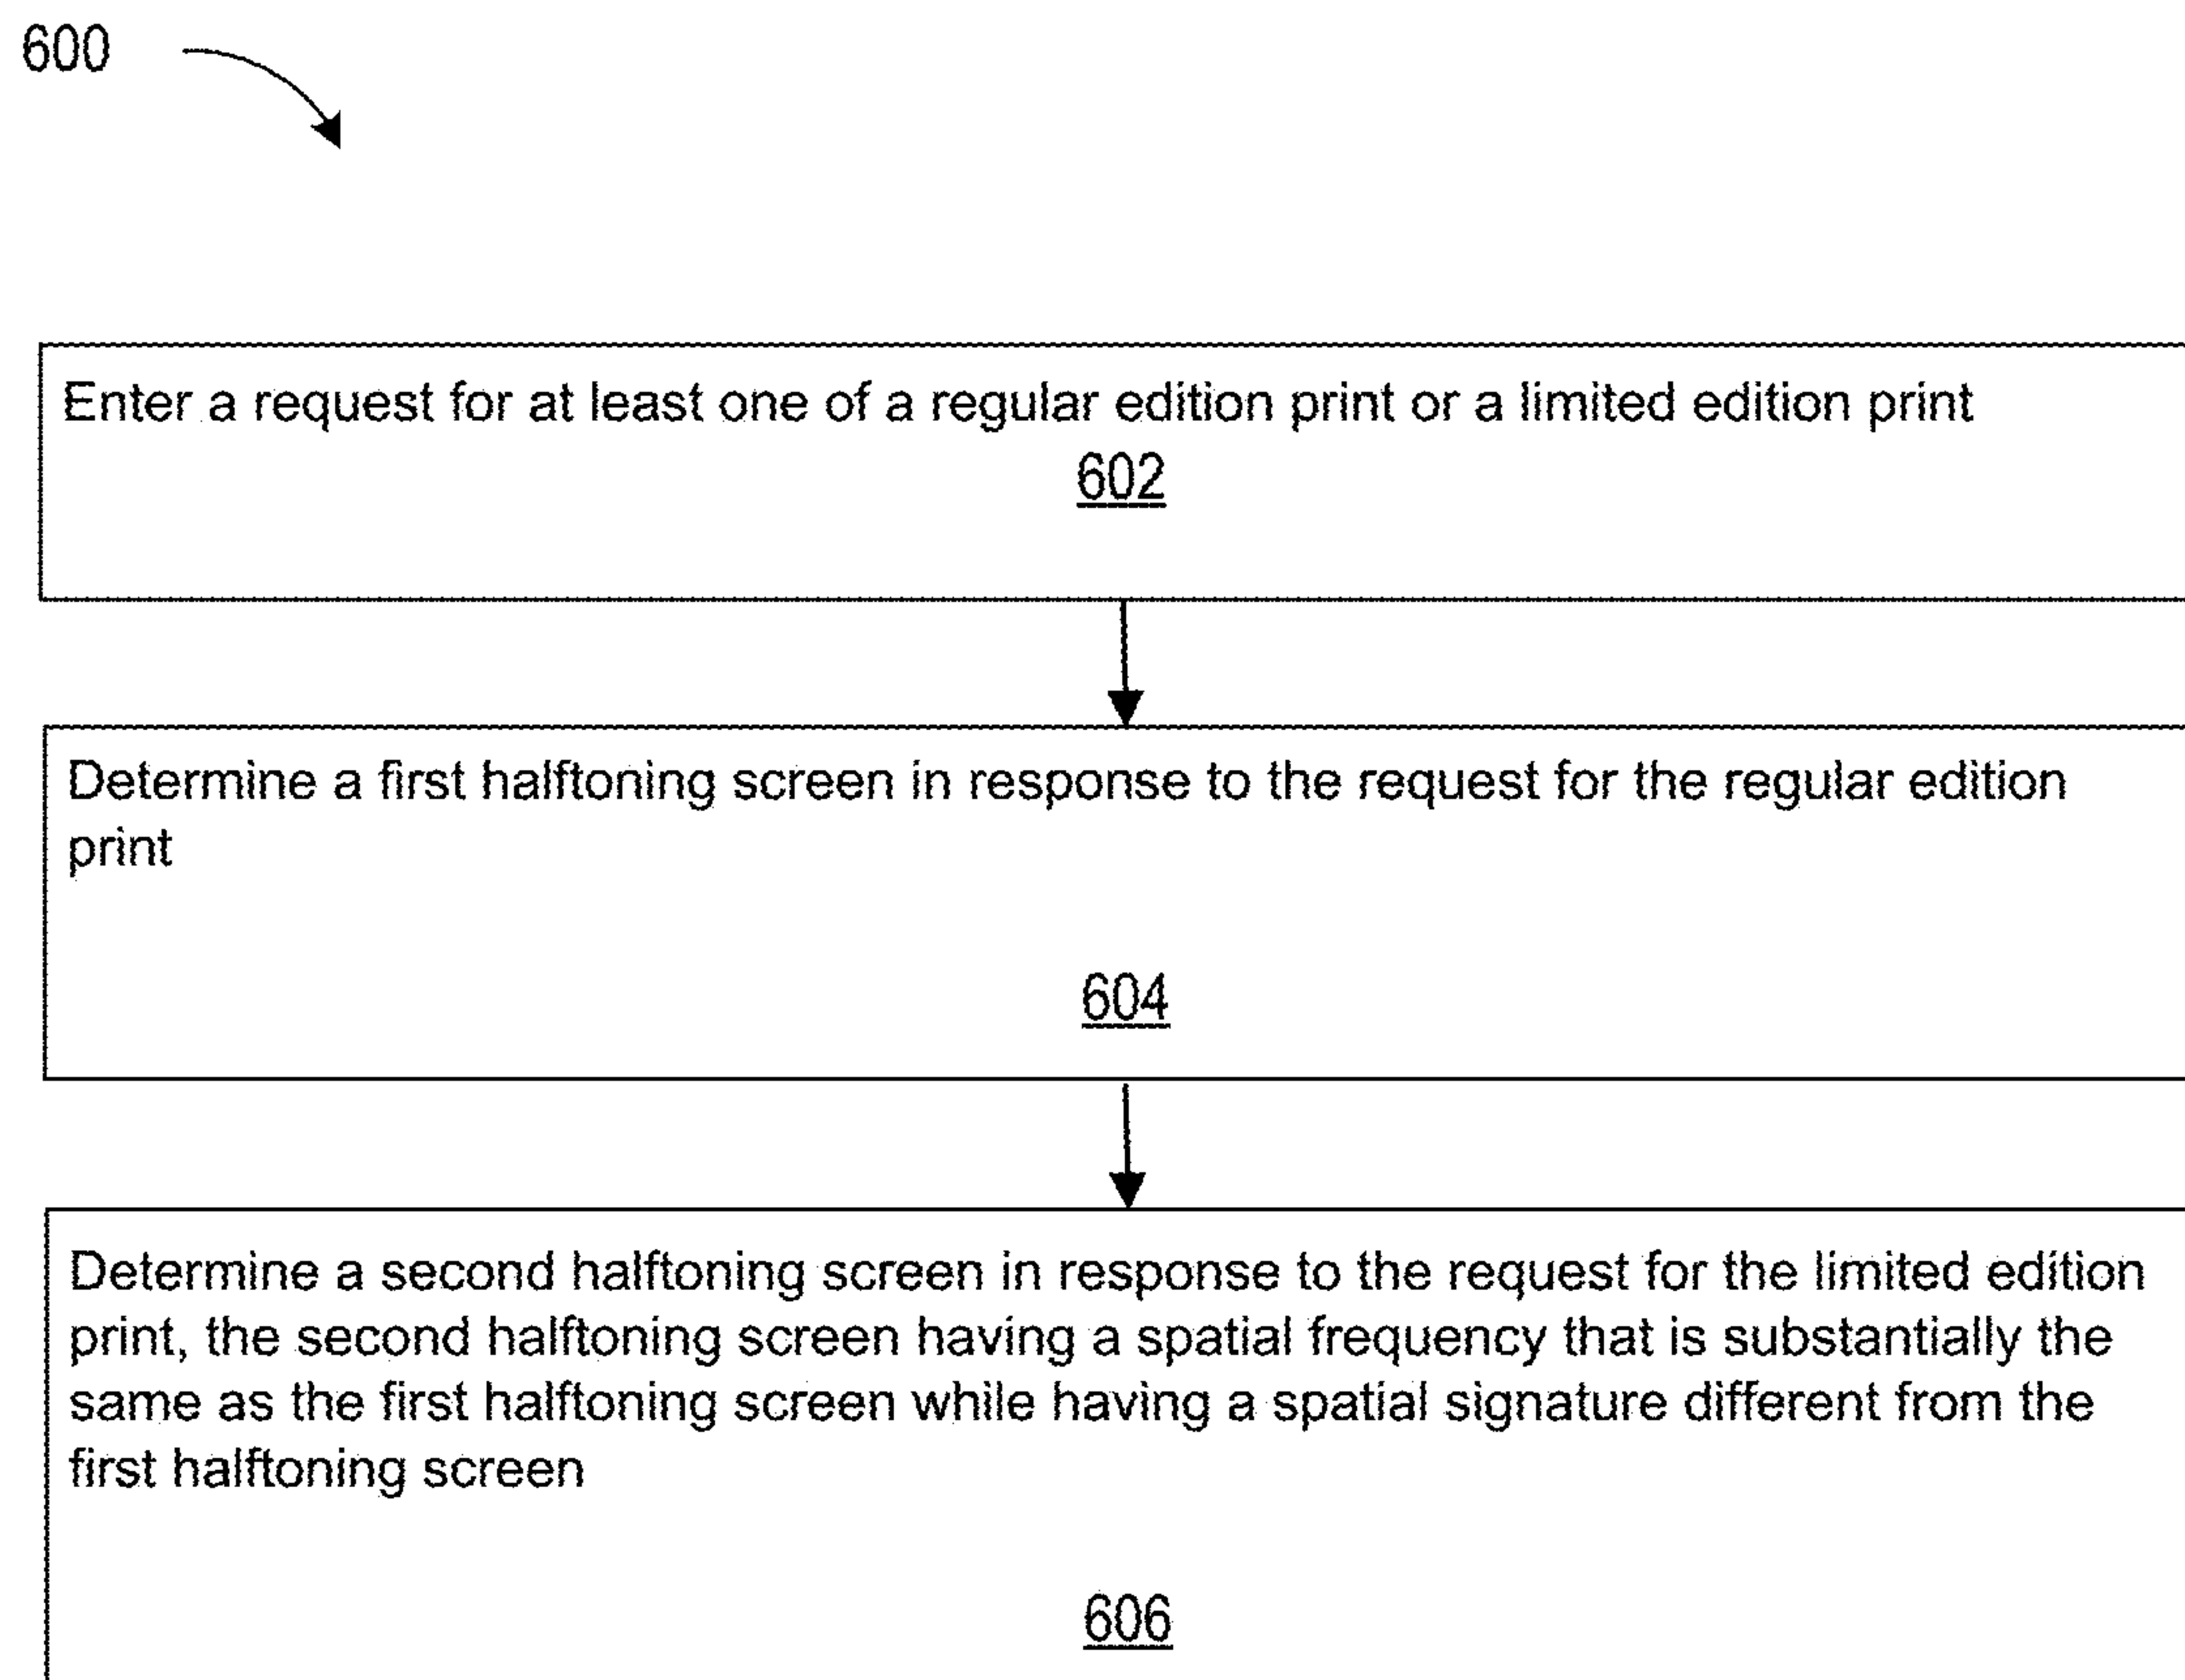 600
Enter a request for at least one of a regular edition print or a limited edition print
602
Determine a first halftoning screen in response to the request for the regular edition
print
604
Determine a second halftoning screen in response to the request for the limited edition
print, the second halftoning screen having a spatial frequency that is substantially the
same as the first halftoning screen while having a spatial signature different from the
first halftoning screen
606